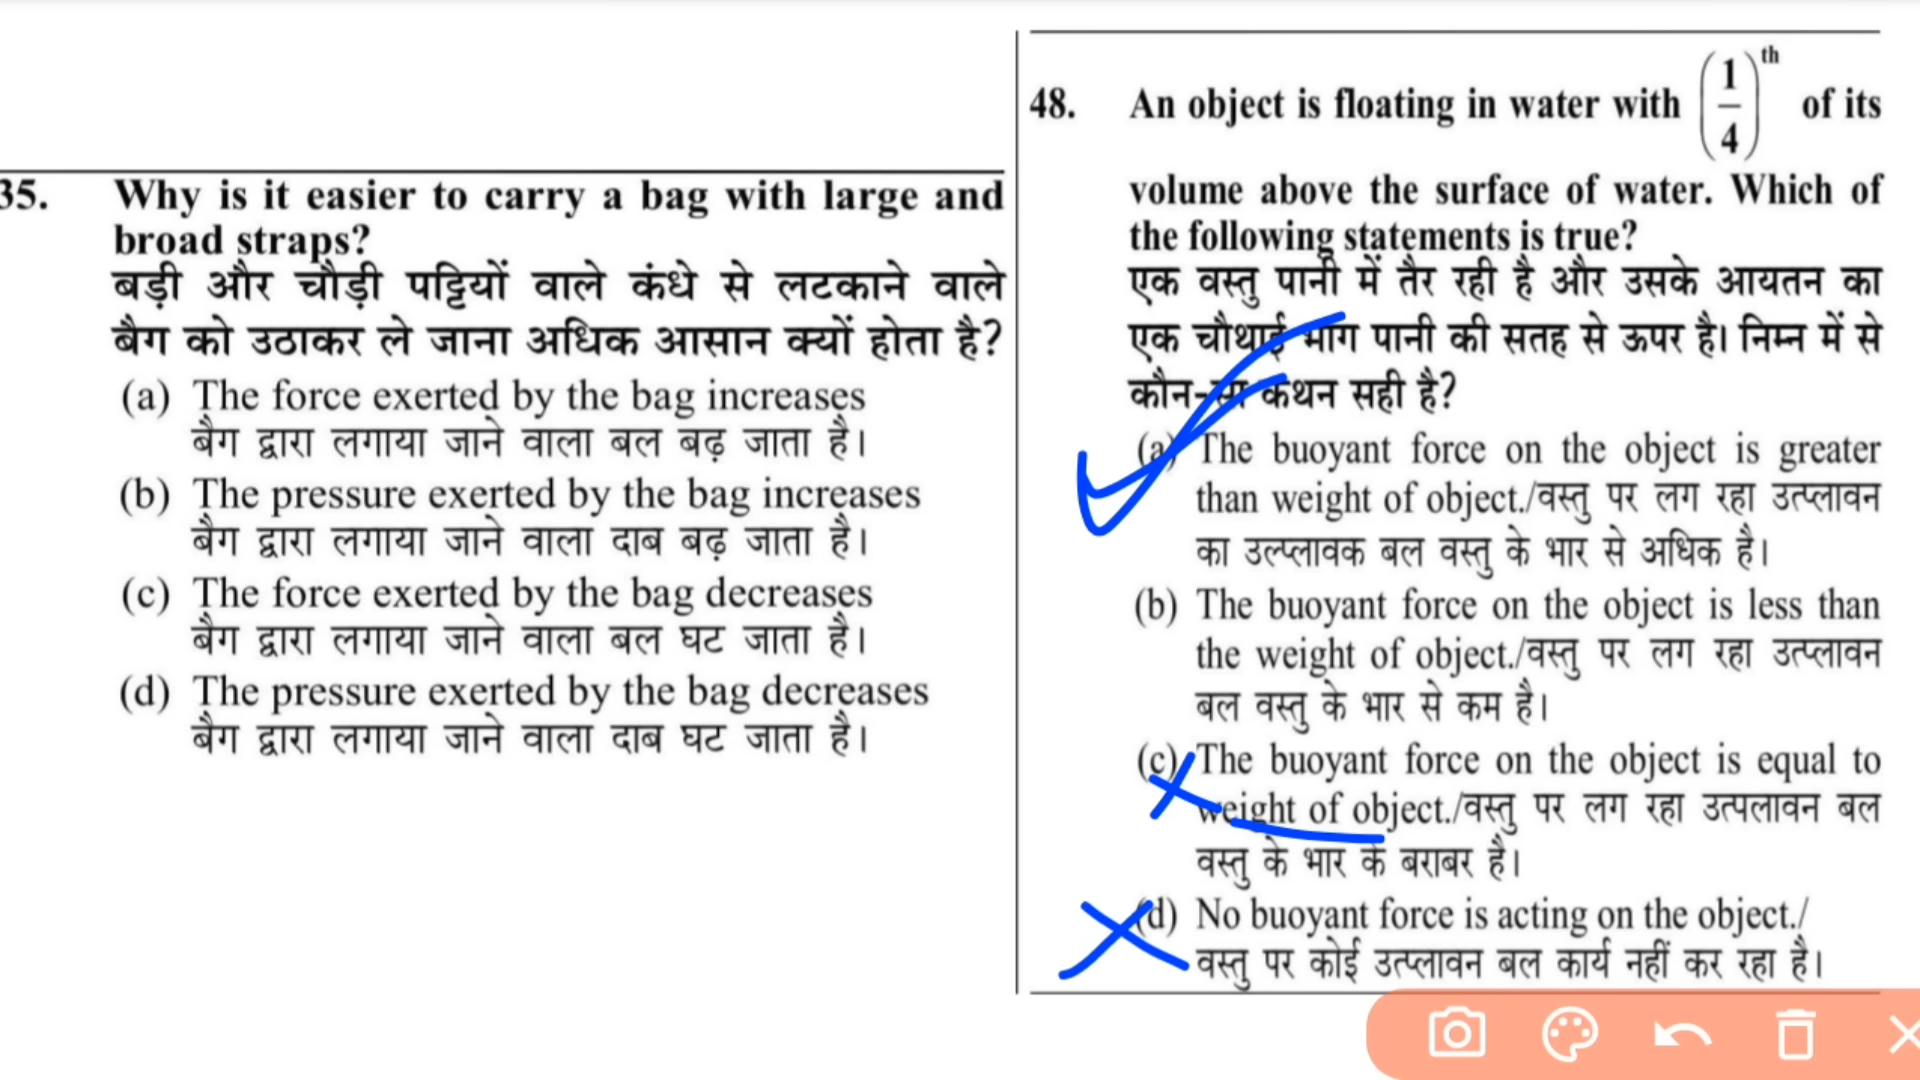 35. Why is it easier to carry a bag with large and
broad straps?
बड़ी और चौड़ी पट्टियों वाले कंधे से लटकाने वाले
बैग को उठाकर ले जाना अधिक आसान क्यों होता है?
(a) The force exerted by the bag increases
बैग द्वारा लगाया जाने वाला बल बढ़ जाता है।
(b) The pressure exerted by the bag increases
बैग द्वारा लगाया जाने वाला दाब बढ़ जाता है।
(c) The force exerted by the bag decreases
बैग द्वारा लगाया जाने वाला बल घट जाता है।
(d) The pressure exerted by the bag decreases
बैग द्वारा लगाया जाने वाला दाब घट जाता है।
48. An object is floating in water with (1/4)th of its
volume above the surface of water. Which of
the following statements is true?
एक वस्तु पानी में तैर रही है और उसके आयतन का
एक चौथाई भाग पानी की सतह से ऊपर है। निम्न में से
कौन-सा कथन सही है?
(a) The buoyant force on the object is greater
than weight of object./वस्तु पर लग रहा उत्प्लावन
का उल्प्लावक बल वस्तु के भार से अधिक है।
(b) The buoyant force on the object is less than
the weight of object./वस्तु पर लग रहा उत्प्लावन
बल वस्तु के भार से कम है।
(c) The buoyant force on the object is equal to
weight of object./वस्तु पर लग रहा उत्पलावन बल
वस्तु के भार के बराबर है।
(d) No buoyant force is acting on the object./
वस्तु पर कोई उत्प्लावन बल कार्य नहीं कर रहा है।